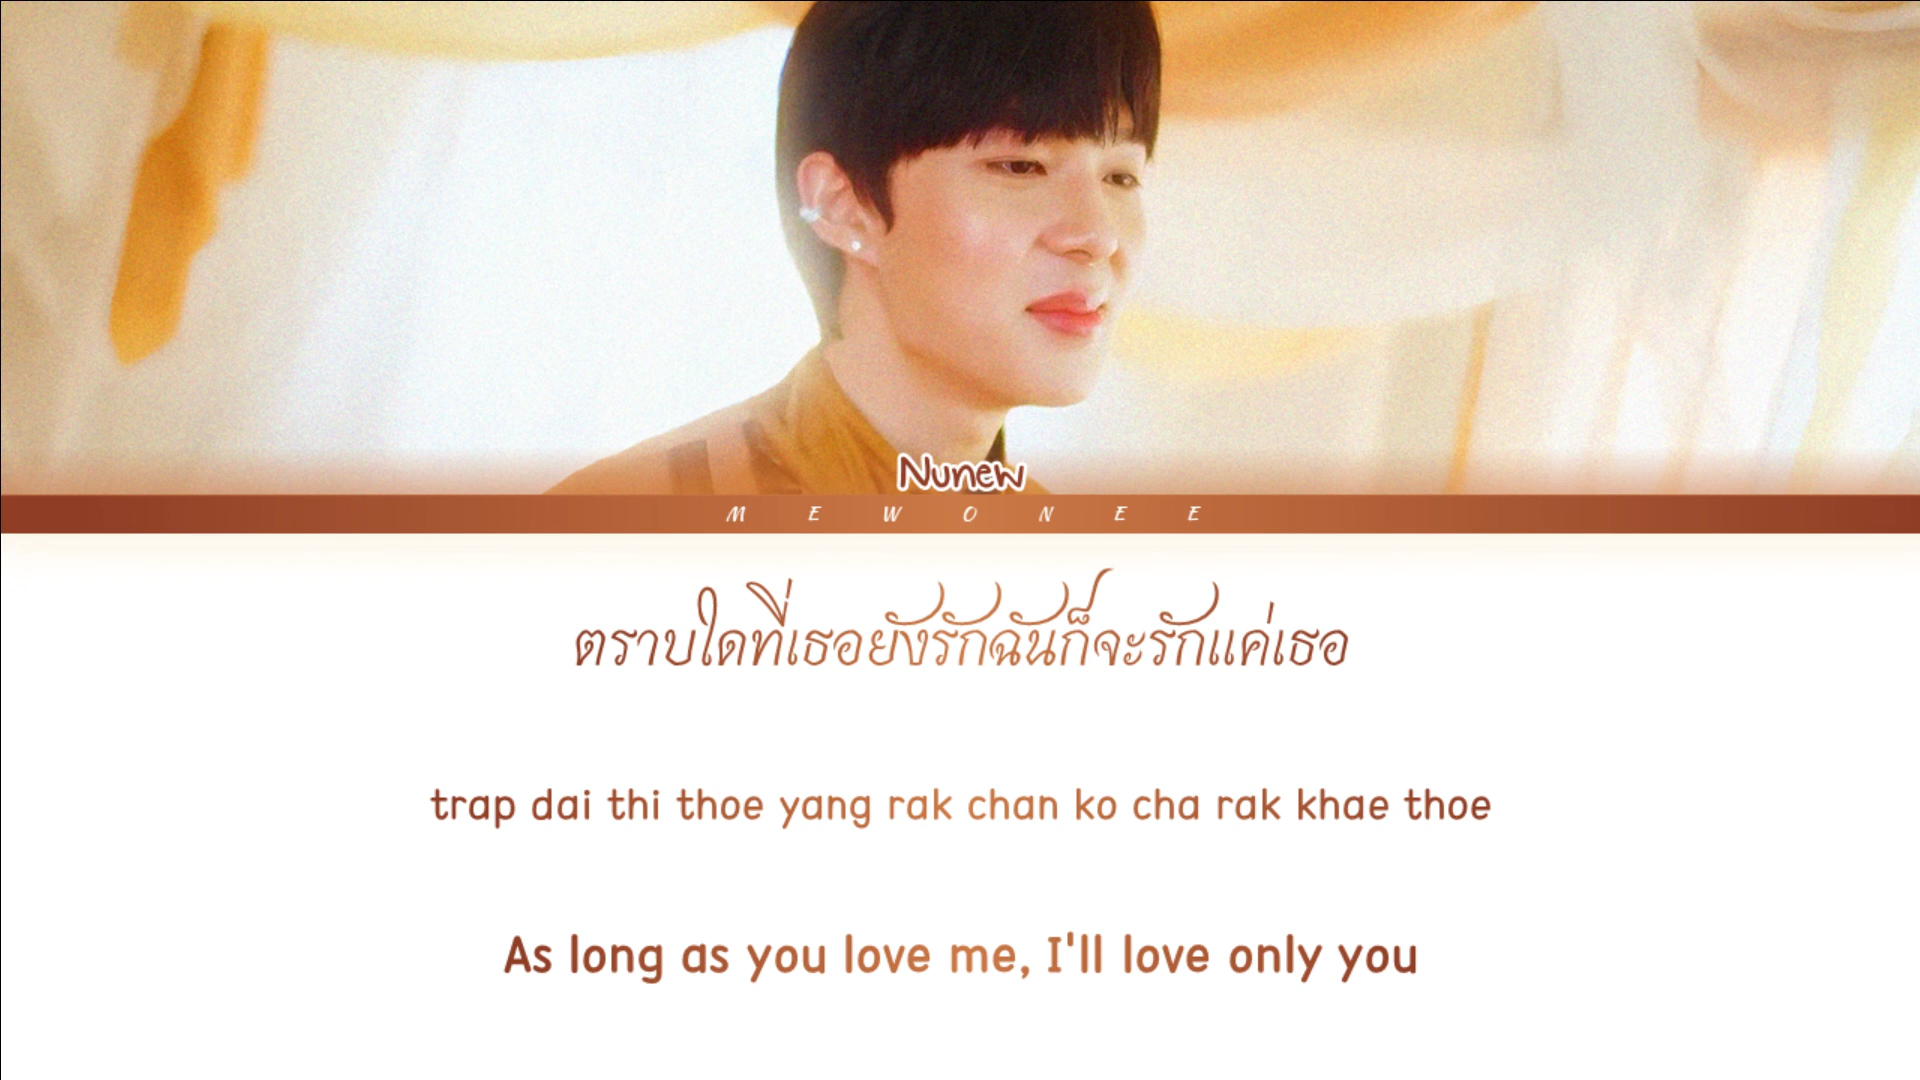 Nunew
MEWONEE
ตราบใดที่เธอยังรักฉันก็จะรักแค่เธอ
trap dai thi thoe yang rak chan ko cha rak khae thoe
As long as you love me, I'll love only you